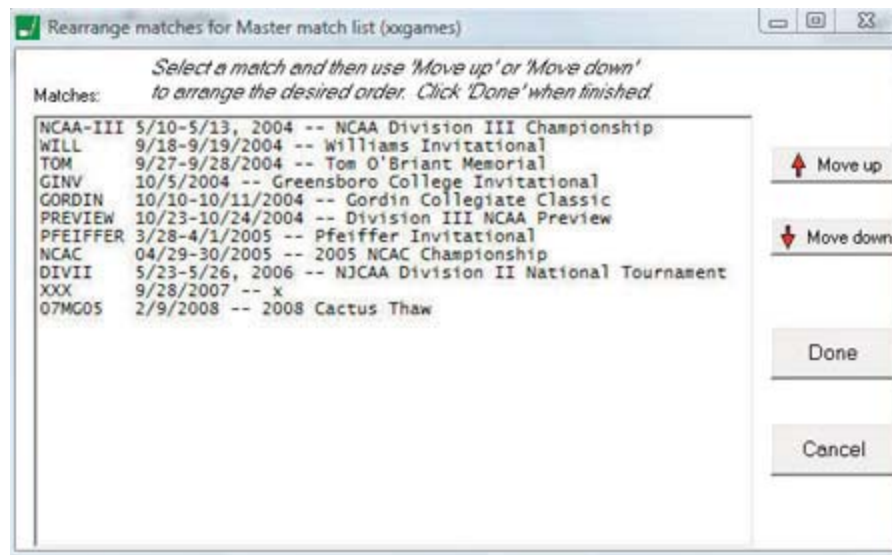 Rearrange matches for Master match list (xxgames)
Select a match and then use 'Move up' or 'Move down'
to arrange the desired order. Click 'Done' when finished.
Matches:
NCAA-III 5/10-5/13, 2004 -- NCAA Division III Championship
WILL 9/18-9/19/2004 -- Williams Invitational
TOM 9/27-9/28/2004 -- Tom O'Briant Memorial
GINV 10/5/2004 -- Greensboro College Invitational
GORDIN 10/10-10/11/2004 -- Gordin Collegiate Classic
PREVIEW 10/23-10/24/2004 -- Division III NCAA Preview
PFEIFFER 3/28-4/1/2005 -- Pfeiffer Invitational
NCAC 04/29-30/2005 -- 2005 NCAC Championship
DIVII 5/23-5/26, 2006 -- NJCAA Division II National Tournament
XXX 9/28/2007 -- x
07MG05 2/9/2008 -- 2008 Cactus Thaw
Move up
Move down
Done
Cancel